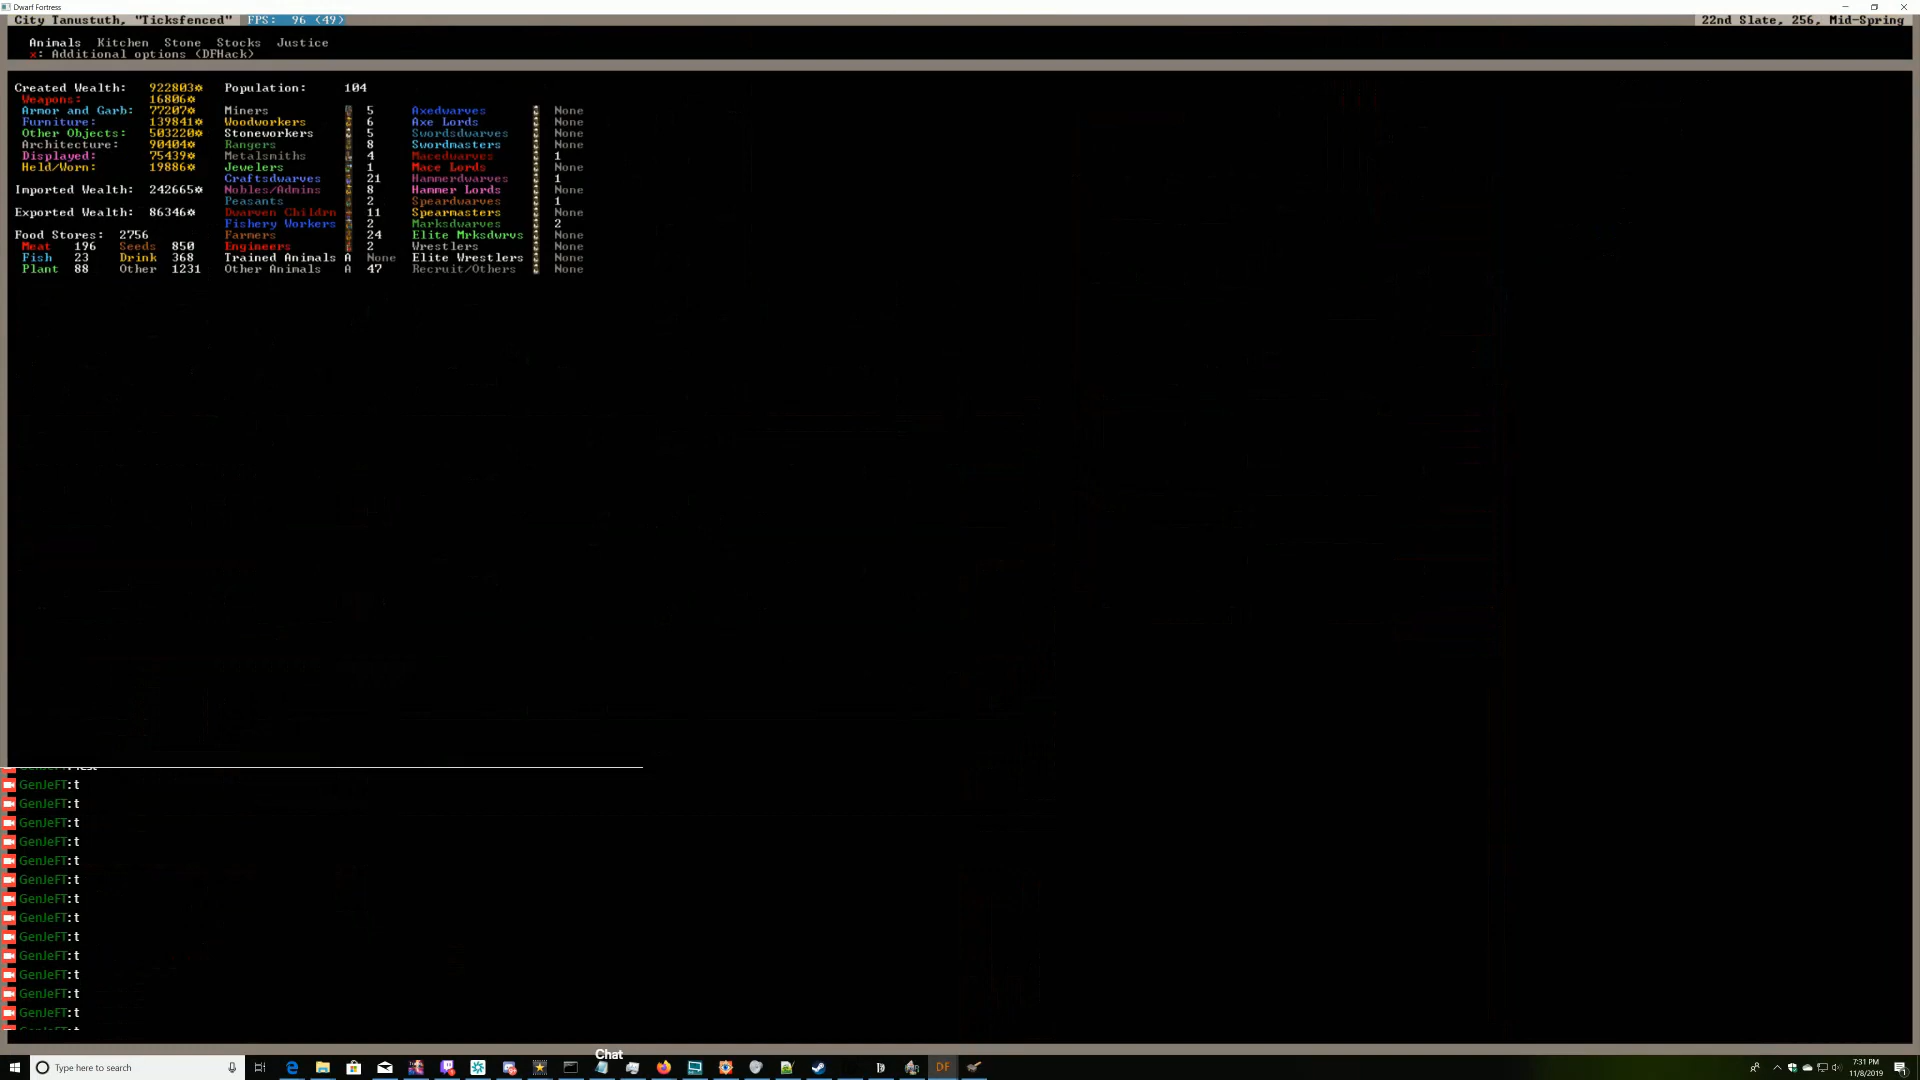 Dwarf Fortress
City Tanustuth, "Ticksfenced" FPS: 96 (49) 22nd Slate, 256, Mid-Spring
Animals Kitchen Stone Stocks Justice
x: Additional options (DFHack)
Created Wealth: 922803☼ Population: 104
Weapons: 16806☼
Armor and Garb: 77207☼ Miners 5 Axedwarves None
Furniture: 139841☼ Woodworkers 6 Axe Lords None
Other Objects: 503220☼ Stoneworkers 5 Swordsdwarves None
Architecture: 90404☼ Rangers 8 Swordmasters None
Displayed: 75439☼ Metalsmiths 4 Macedwarves 1
Held/Worn: 19886☼ Jewelers 1 Mace Lords None
Craftsdwarves 21 Hammerdwarves 1
Imported Wealth: 242665☼ Nobles/Admins 8 Hammer Lords None
Peasants 2 Speardwarves 1
Exported Wealth: 86346☼ Dwarven Childrn 11 Spearmasters None
Fishery Workers 2 Marksdwarves 2
Food Stores: 2756 Farmers 24 Elite Mrksdwrvs None
Meat 196 Seeds 850 Engineers 2 Wrestlers None
Fish 23 Drink 368 Trained Animals A None Elite Wrestlers None
Plant 88 Other 1231 Other Animals A 47 Recruit/Others None
GenJeFT:t
GenJeFT:t
GenJeFT:t
GenJeFT:t
GenJeFT:t
GenJeFT:t
GenJeFT:t
GenJeFT:t
GenJeFT:t
GenJeFT:t
GenJeFT:t
GenJeFT:t
GenJeFT:t
Chat
Type here to search
DF
7:31 PM
11/8/2019